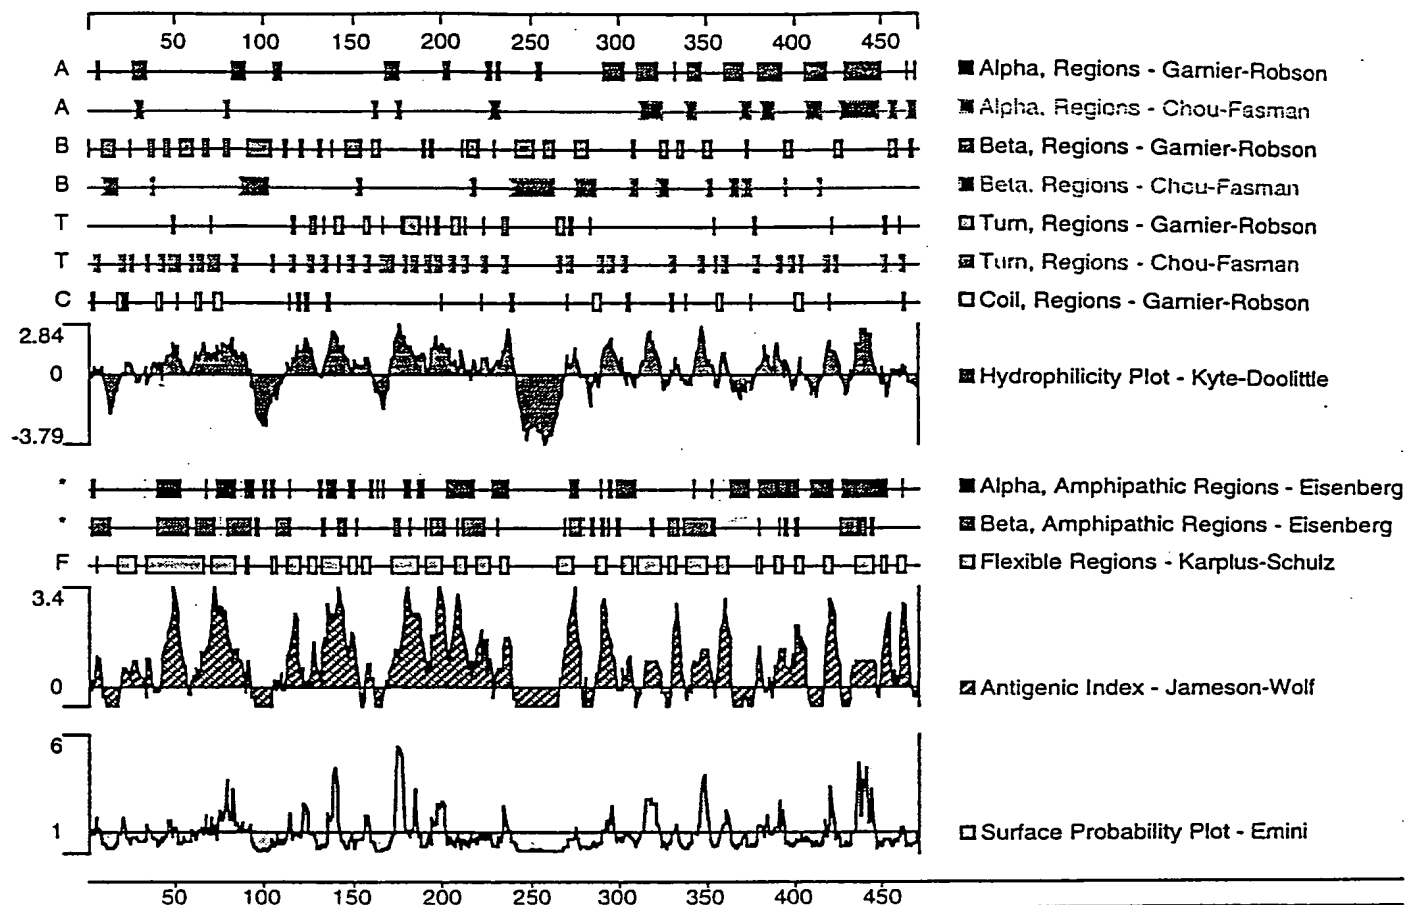 50 100 150 200 250 300 350 400 450
A Alpha, Regions - Garnier-Robson
A Alpha, Regions - Chou-Fasman
B Beta, Regions - Garnier-Robson
B Beta, Regions - Chou-Fasman
T Turn, Regions - Garnier-Robson
T Turn, Regions - Chou-Fasman
C Coil, Regions - Garnier-Robson
2.84
0 Hydrophilicity Plot - Kyte-Doolittle
-3.79
* Alpha, Amphipathic Regions - Eisenberg
* Beta, Amphipathic Regions - Eisenberg
F Flexible Regions - Karplus-Schulz
3.4
0 Antigenic Index - Jameson-Wolf
6
1 Surface Probability Plot - Emini
50 100 150 200 250 300 350 400 450